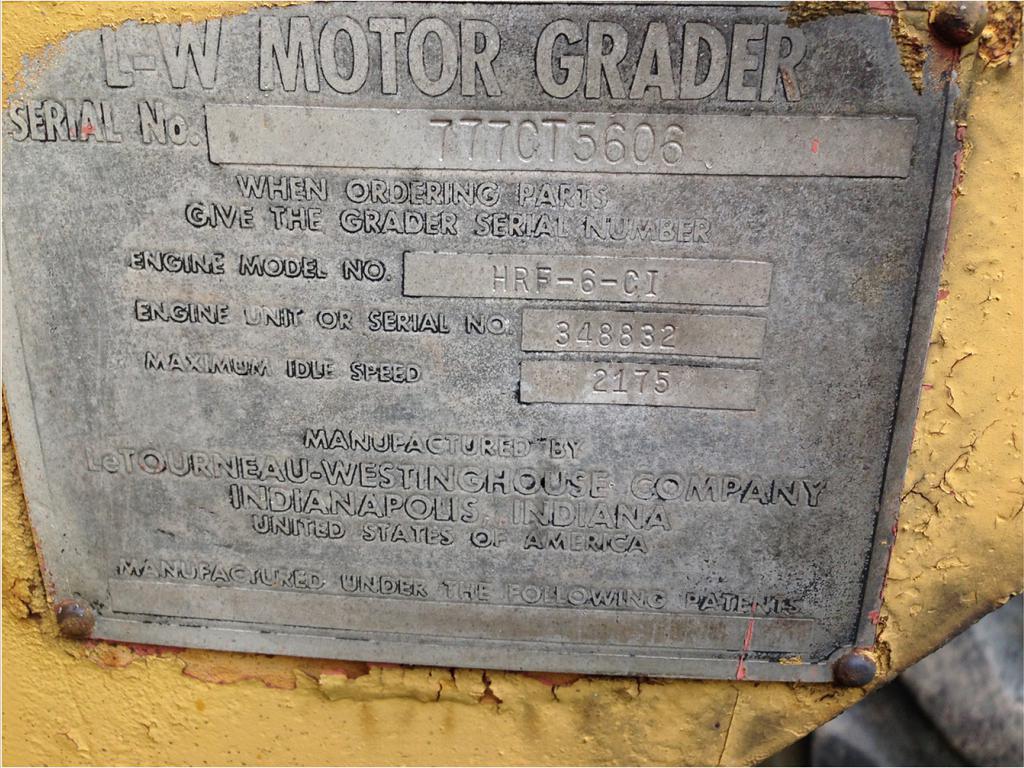 L-W MOTOR GRADER
SERIAL No. 777CT5606
WHEN ORDERING PARTS
GIVE THE GRADER SERIAL NUMBER
ENGINE MODEL NO. HRF-6-CI
ENGINE UNIT OR SERIAL NO. 348832
MAXIMUM IDLE SPEED 2175
MANUFACTURED BY
LeTOURNEAU-WESTINGHOUSE COMPANY
INDIANAPOLIS, INDIANA
UNITED STATES OF AMERICA
MANUFACTURED UNDER THE FOLLOWING PATENTS